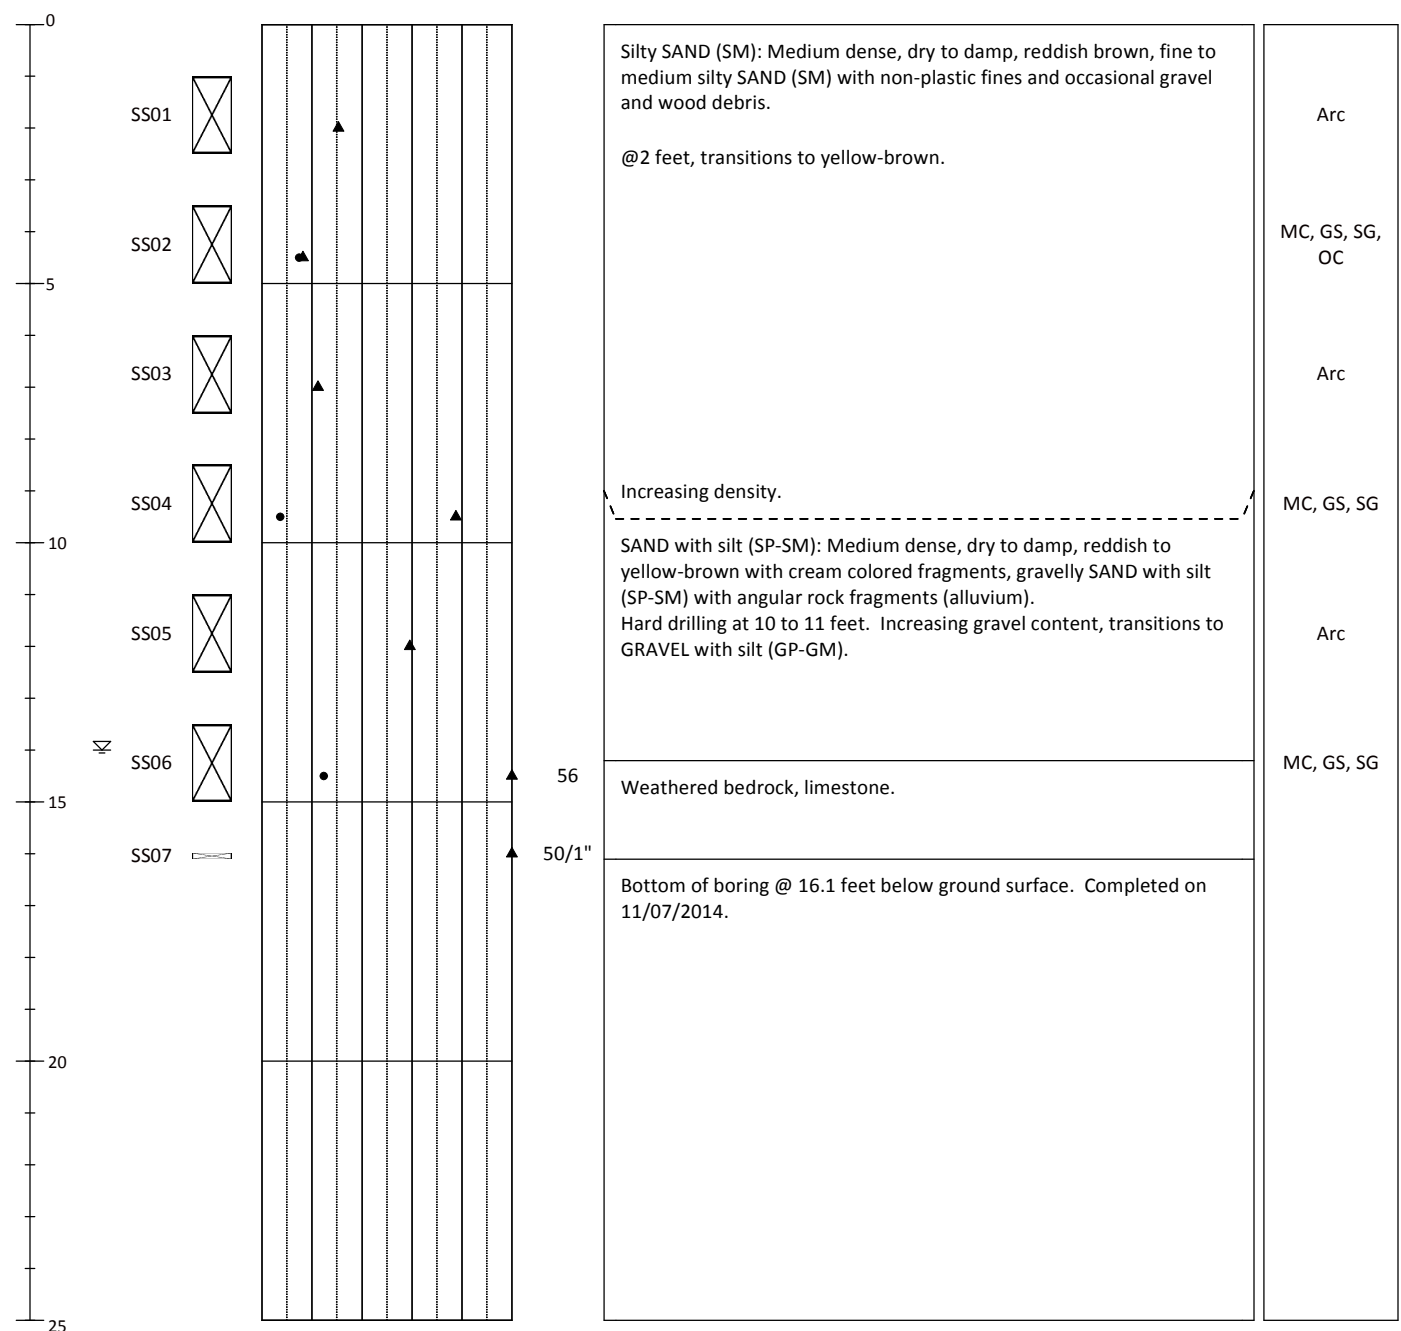 0
Silty SAND (SM): Medium dense, dry to damp, reddish brown, fine to
medium silty SAND (SM) with non-plastic fines and occasional gravel
and wood debris.
SS01
Arc
@2 feet, transitions to yellow-brown.
SS02
MC, GS, SG,
OC
5
SS03
Arc
Increasing density.
SS04
MC, GS, SG
10
SAND with silt (SP-SM): Medium dense, dry to damp, reddish to
yellow-brown with cream colored fragments, gravelly SAND with silt
(SP-SM) with angular rock fragments (alluvium).
Hard drilling at 10 to 11 feet.  Increasing gravel content, transitions to
GRAVEL with silt (GP-GM).
SS05
Arc
SS06
56
MC, GS, SG
Weathered bedrock, limestone.
15
SS07
50/1"
Bottom of boring @ 16.1 feet below ground surface.  Completed on
11/07/2014.
20
25